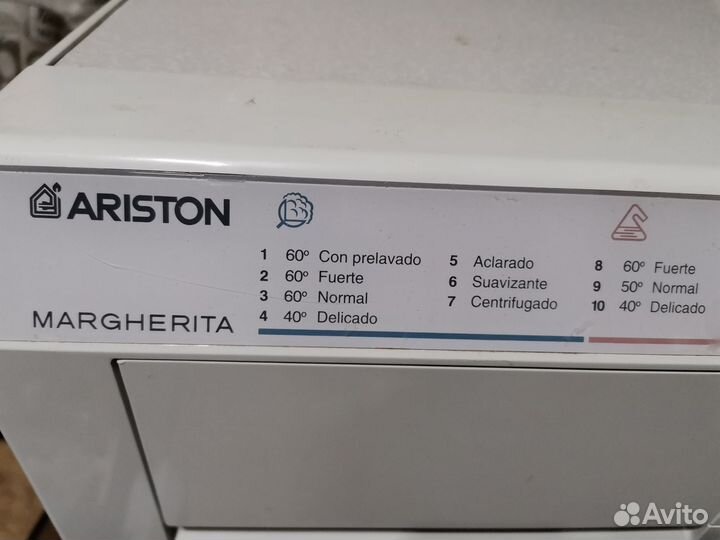 ARISTON
MARGHERITA
1 60º Con prelavado
2 60º Fuerte
3 60º Normal
4 40º Delicado
5 Aclarado
6 Suavizante
7 Centrifugado
8 60º Fuerte
9 50º Normal
10 40º Delicado
Avito